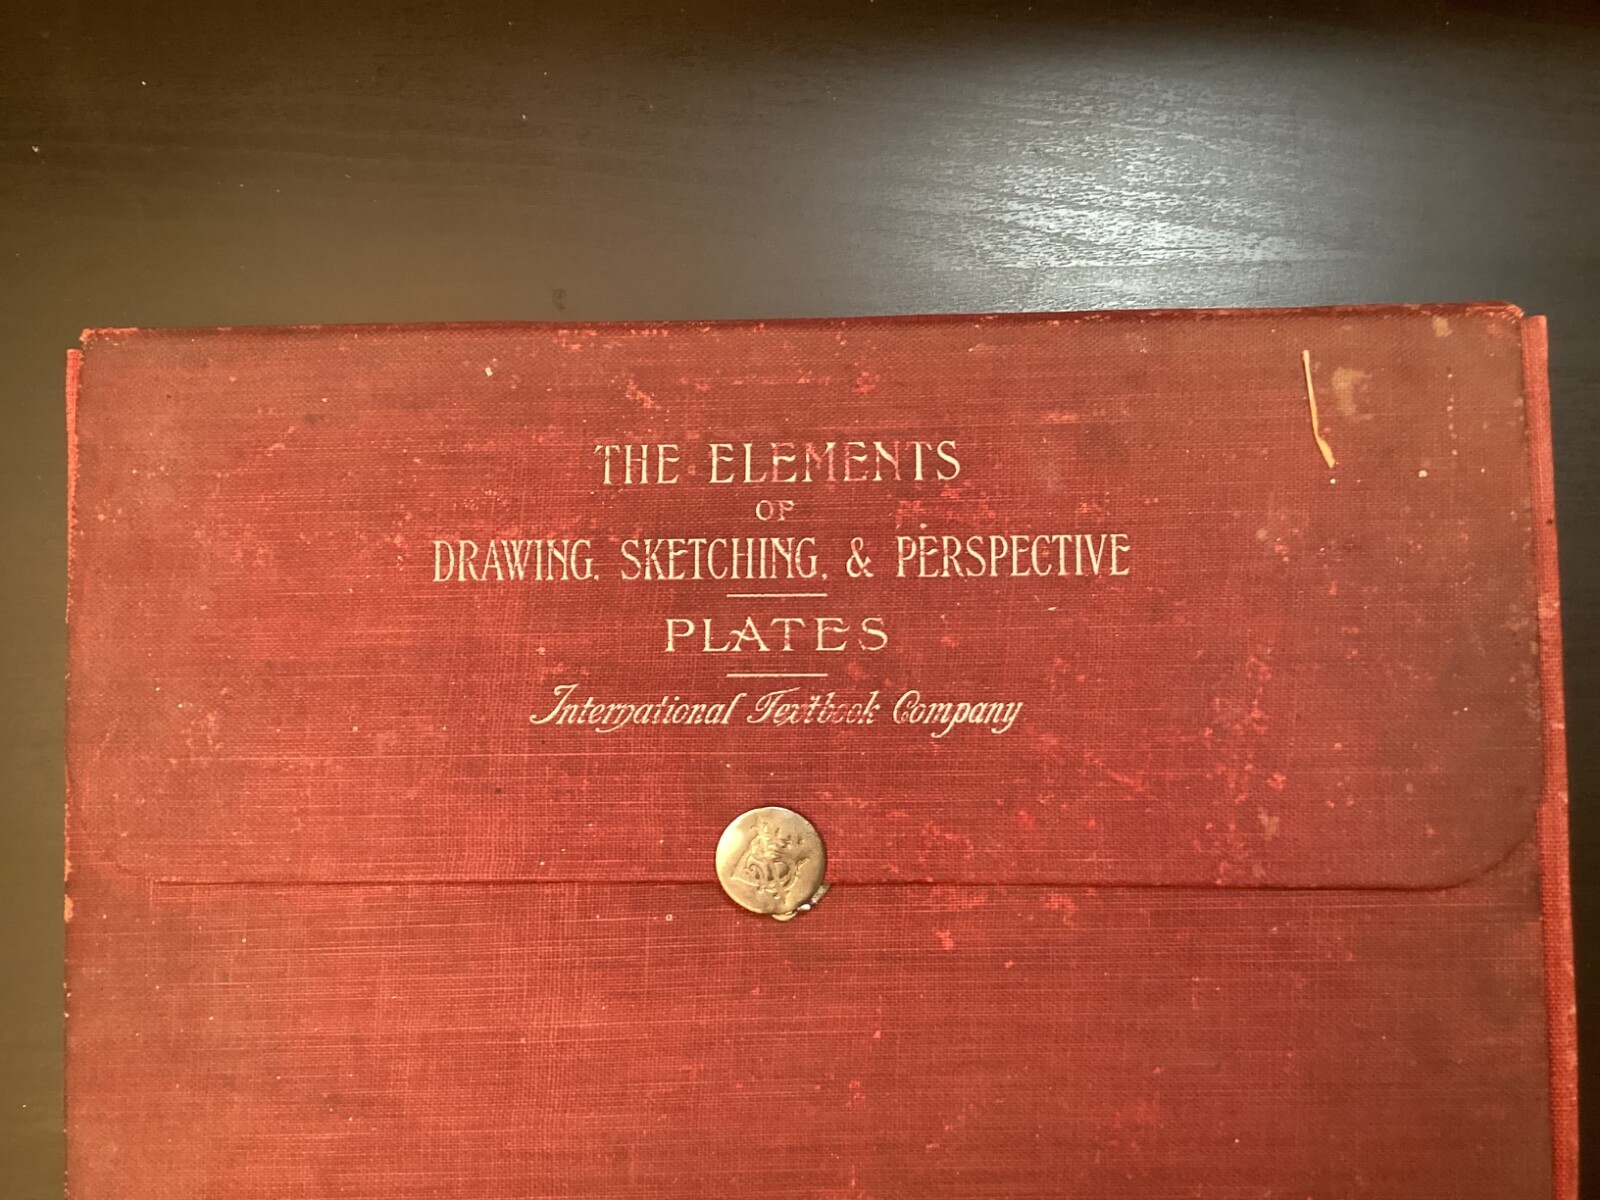 THE ELEMENTS
OF
DRAWING, SKETCHING, & PERSPECTIVE
PLATES
International Textbook Company